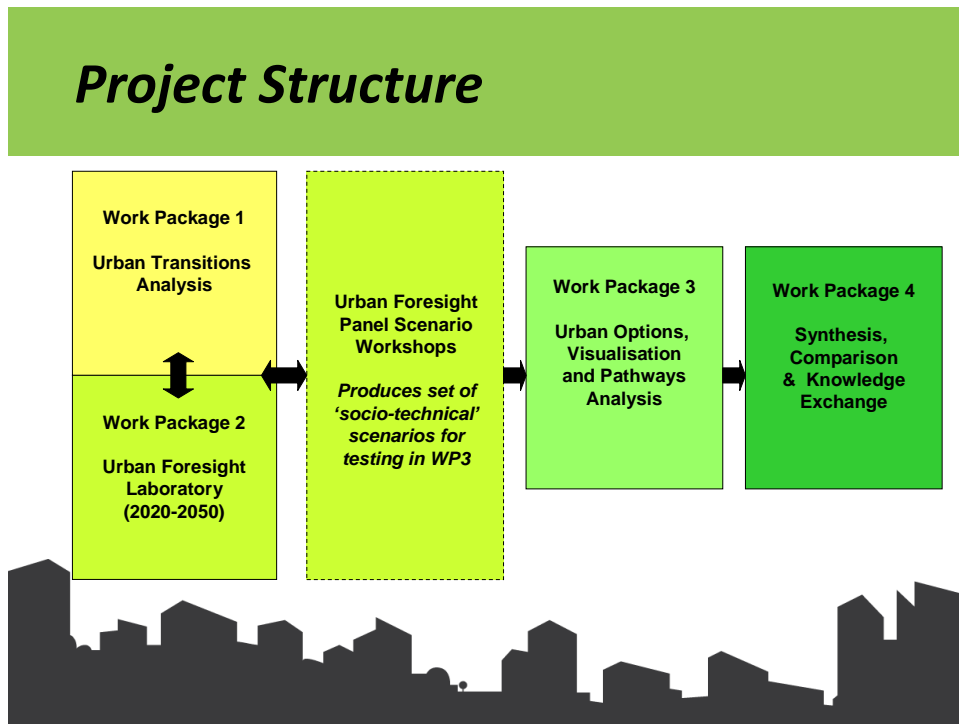 Project Structure
Work Package 1
Urban Transitions
Analysis
Work Package 2
Urban Foresight
Laboratory
(2020-2050)
Urban Foresight
Panel Scenario
Workshops
Produces set of
‘socio-technical’
scenarios for
testing in WP3
Work Package 3
Urban Options,
Visualisation
and Pathways
Analysis
Work Package 4
Synthesis,
Comparison
& Knowledge
Exchange